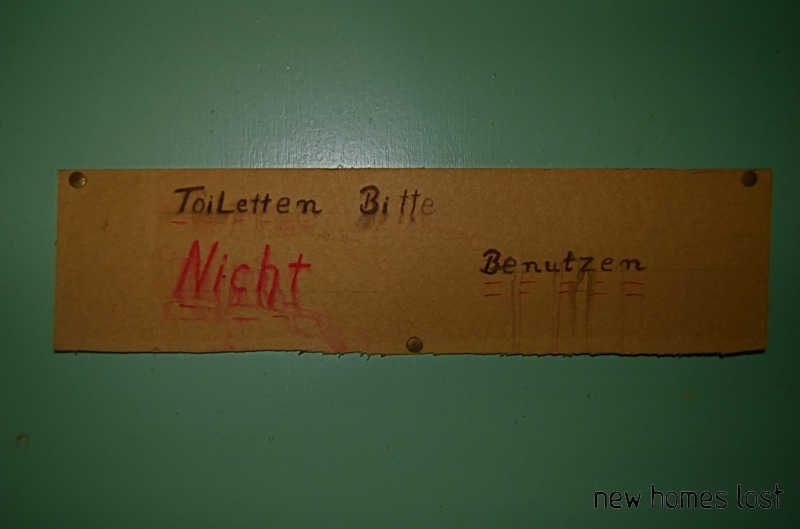 ToiLetten Bitte
Nicht Benutzen
new homes lost